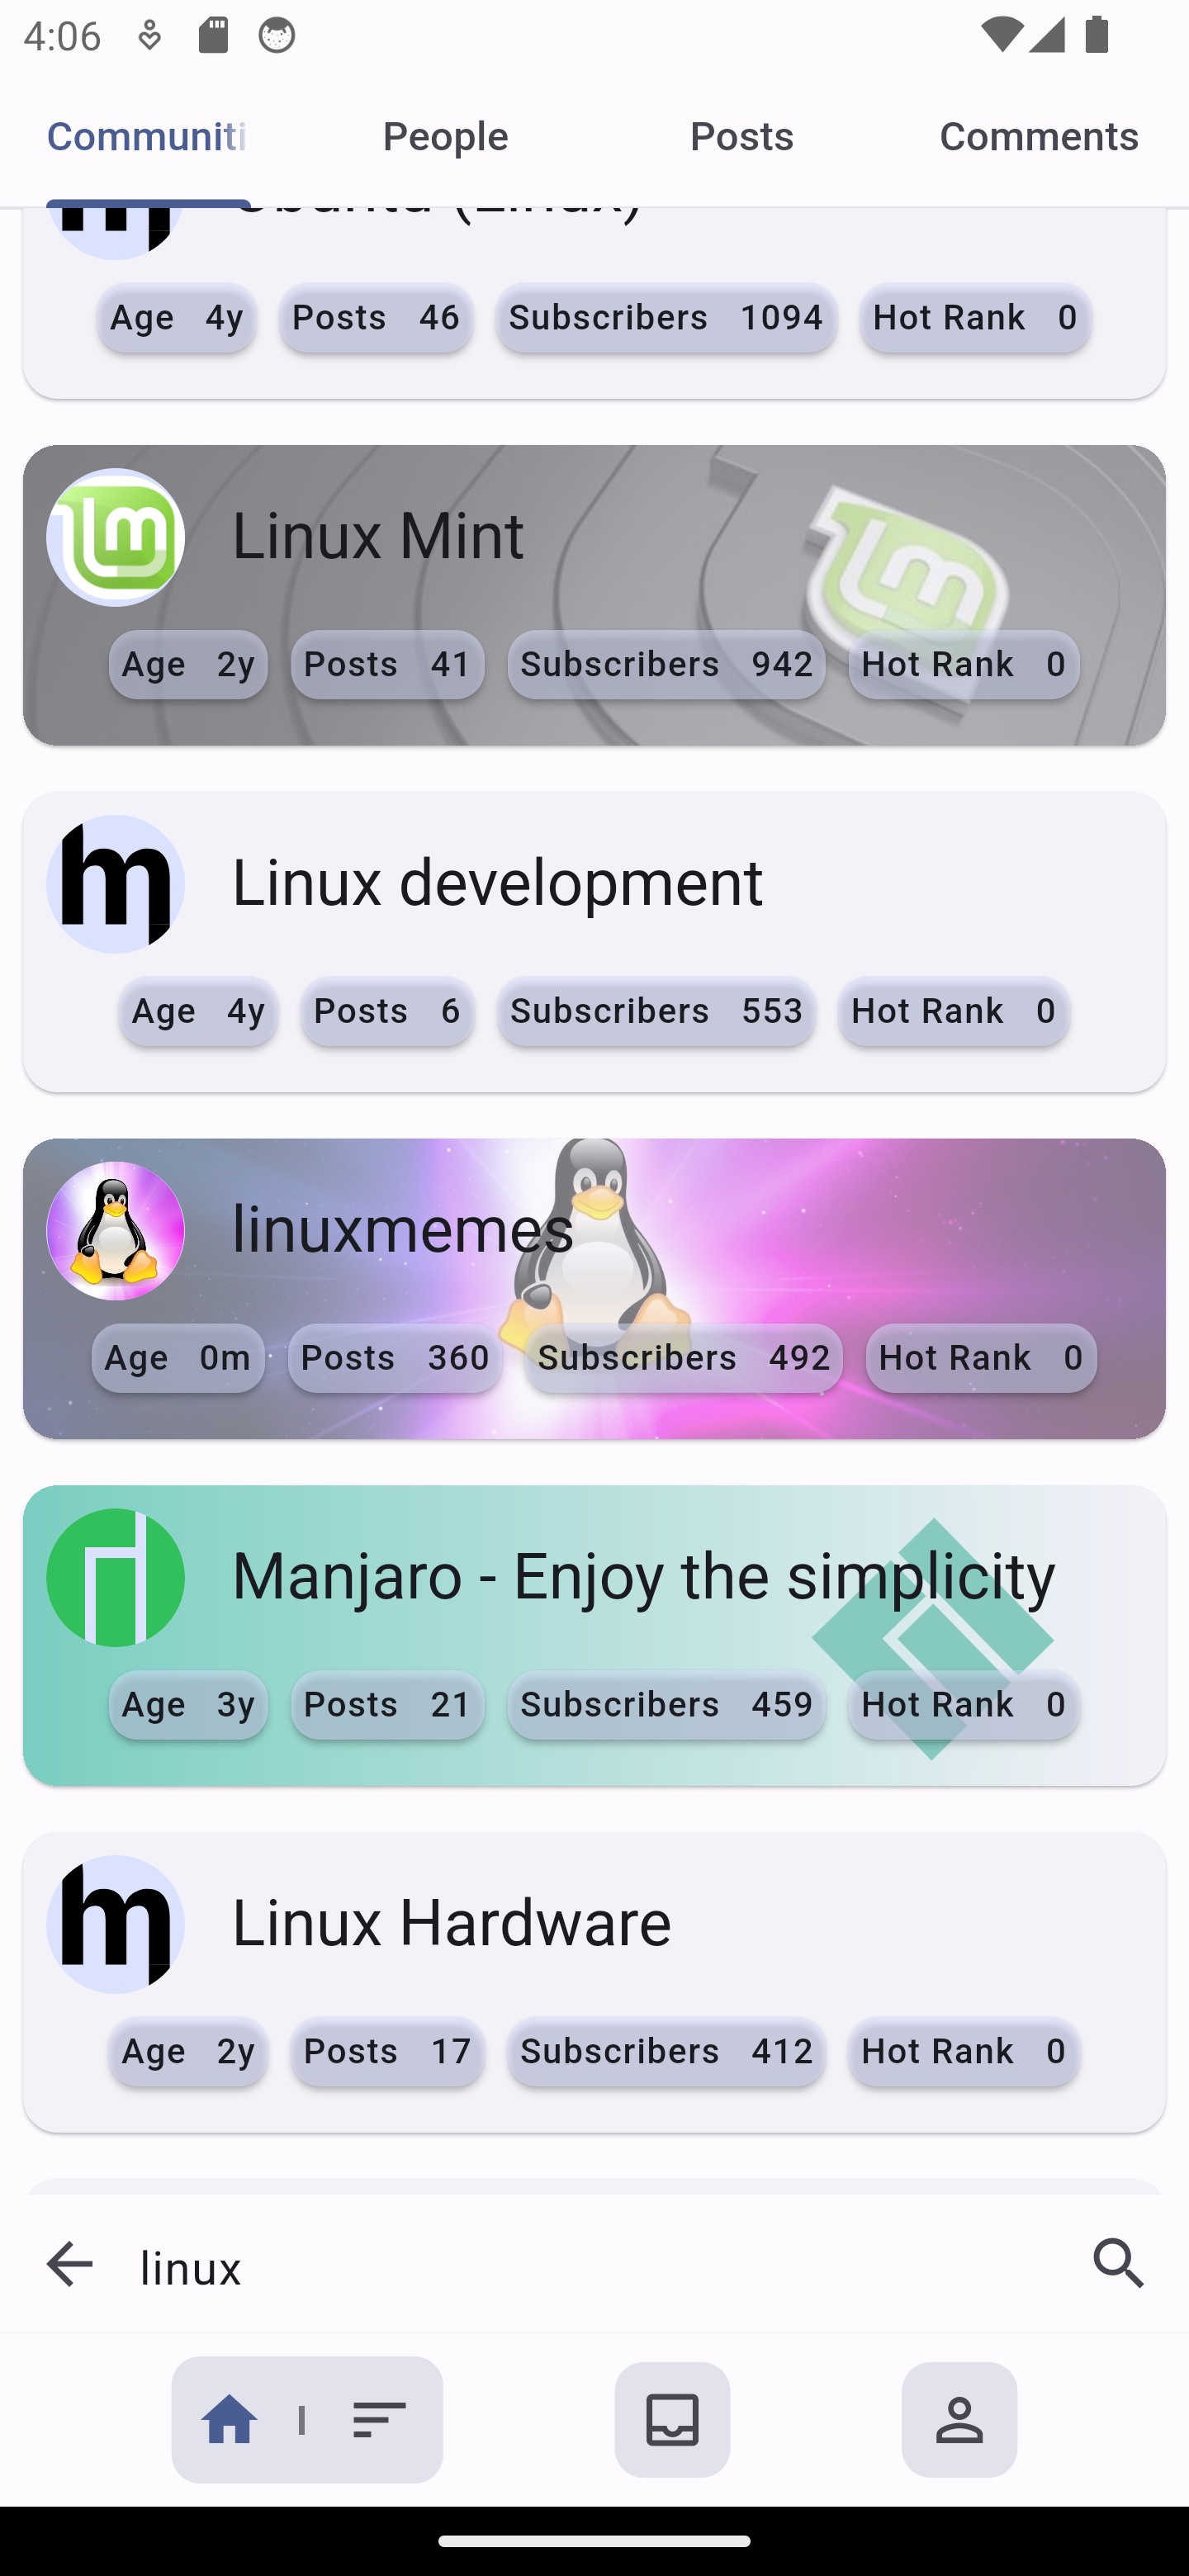 4:06
Communiti
People
Posts
Comments
Ubuntu (Linux)
Age 4y
Posts 46
Subscribers 1094
Hot Rank 0
Linux Mint
Age 2y
Posts 41
Subscribers 942
Hot Rank 0
Linux development
Age 4y
Posts 6
Subscribers 553
Hot Rank 0
linuxmemes
Age 0m
Posts 360
Subscribers 492
Hot Rank 0
Manjaro - Enjoy the simplicity
Age 3y
Posts 21
Subscribers 459
Hot Rank 0
Linux Hardware
Age 2y
Posts 17
Subscribers 412
Hot Rank 0
linux